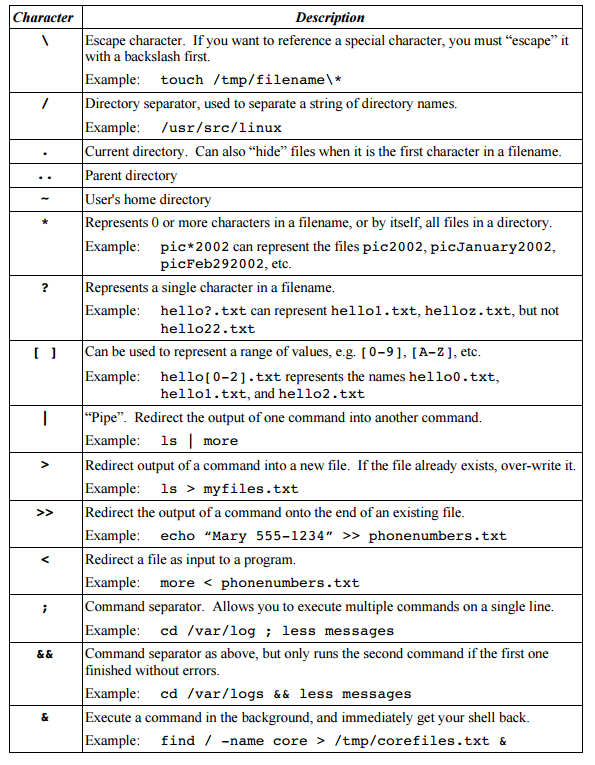 Character Description
\ Escape character. If you want to reference a special character, you must “escape” it
with a backslash first.
Example: touch /tmp/filename\*
/ Directory separator, used to separate a string of directory names.
Example: /usr/src/linux
. Current directory. Can also “hide” files when it is the first character in a filename.
.. Parent directory
~ User's home directory
* Represents 0 or more characters in a filename, or by itself, all files in a directory.
Example: pic*2002 can represent the files pic2002, picJanuary2002,
picFeb292002, etc.
? Represents a single character in a filename.
Example: hello?.txt can represent hello1.txt, helloz.txt, but not
hello22.txt
[ ] Can be used to represent a range of values, e.g. [0-9], [A-Z], etc.
Example: hello[0-2].txt represents the names hello0.txt,
hello1.txt, and hello2.txt
| “Pipe”. Redirect the output of one command into another command.
Example: ls | more
> Redirect output of a command into a new file. If the file already exists, over-write it.
Example: ls > myfiles.txt
>> Redirect the output of a command onto the end of an existing file.
Example: echo “Mary 555-1234” >> phonenumbers.txt
< Redirect a file as input to a program.
Example: more < phonenumbers.txt
; Command separator. Allows you to execute multiple commands on a single line.
Example: cd /var/log ; less messages
&& Command separator as above, but only runs the second command if the first one
finished without errors.
Example: cd /var/logs && less messages
& Execute a command in the background, and immediately get your shell back.
Example: find / -name core > /tmp/corefiles.txt &